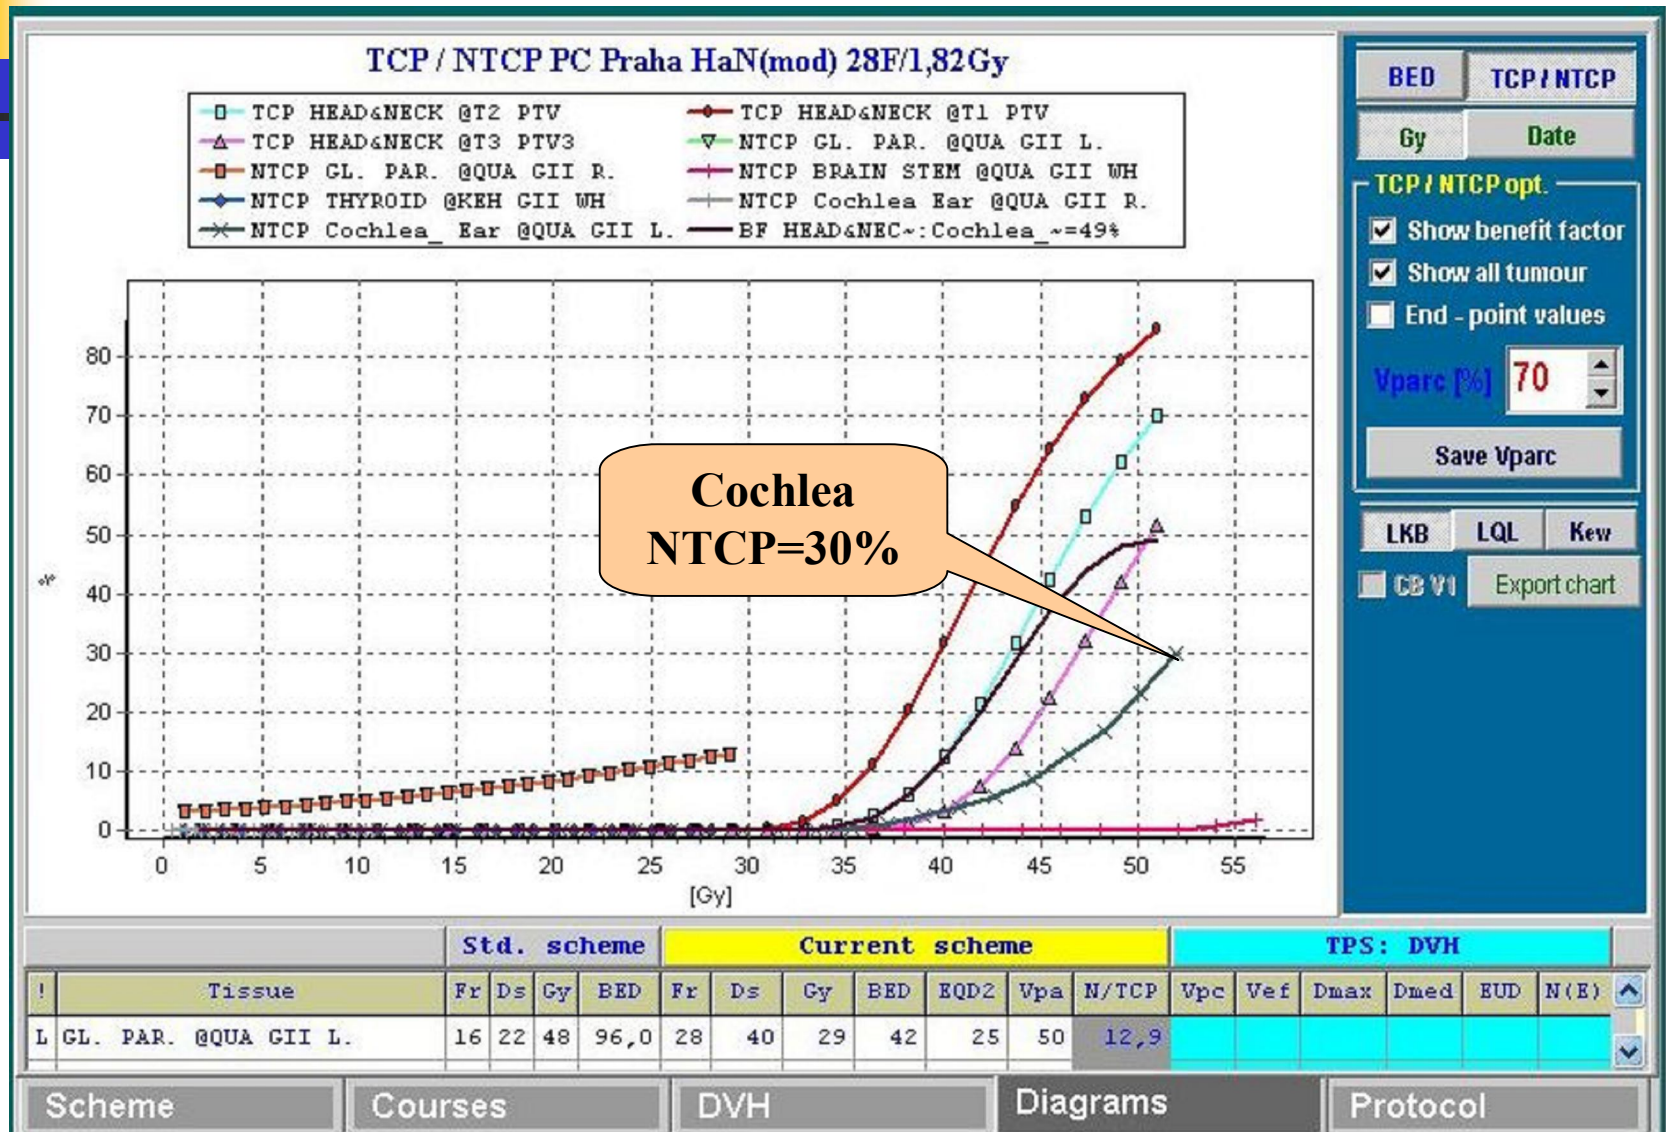 TCP / NTCP PC Praha HaN(mod) 28F/1,82Gy
TCP HEAD&NECK @T2 PTV
TCP HEAD&NECK @T1 PTV
TCP HEAD&NECK @T3 PTV3
NTCP GL. PAR. @QUA GII L.
NTCP GL. PAR. @QUA GII R.
NTCP BRAIN STEM @QUA GII WH
NTCP THYROID @KEH GII WH
NTCP Cochlea Ear @QUA GII R.
NTCP Cochlea_ Ear @QUA GII L.
BF HEAD&NEC~:Cochlea_~=49%
80
70
60
50
40
30
20
10
0
%
0 5 10 15 20 25 30 35 40 45 50 55
[Gy]
Cochlea
NTCP=30%
BED TCP / NTCP
Gy Date
TCP / NTCP opt.
Show benefit factor
Show all tumour
End - point values
Vparc [%] 70
Save Vparc
LKB LQL Kew
CB V1 Export chart
Std. scheme Current scheme TPS: DVH
! Tissue Fr Ds Gy BED Fr Ds Gy BED EQD2 Vpa N/TCP Vpc Vef Dmax Dmed EUD N(E)
L GL. PAR. @QUA GII L. 16 22 48 96,0 28 40 29 42 25 50 12,9
Scheme Courses DVH Diagrams Protocol